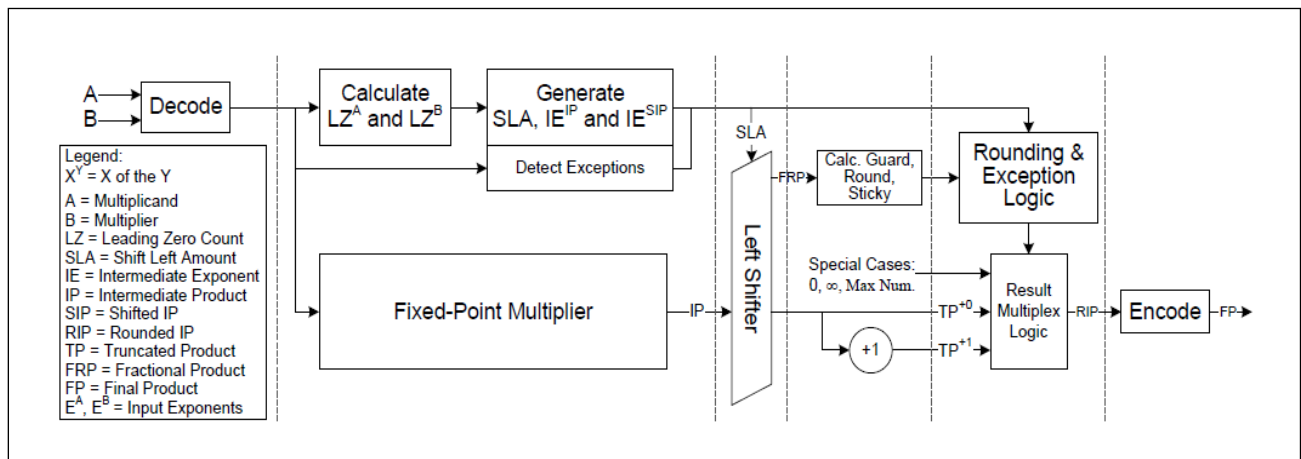 A
B
Decode
Legend:
X^Y = X of the Y
A = Multiplicand
B = Multiplier
LZ = Leading Zero Count
SLA = Shift Left Amount
IE = Intermediate Exponent
IP = Intermediate Product
SIP = Shifted IP
RIP = Rounded IP
TP = Truncated Product
FRP = Fractional Product
FP = Final Product
E^A, E^B = Input Exponents
Calculate
LZ^A and LZ^B
Generate
SLA, IE^IP and IE^SIP
Detect Exceptions
Fixed-Point Multiplier
IP
SLA
Left Shifter
FRP
Calc. Guard,
Round,
Sticky
Rounding &
Exception
Logic
Special Cases:
0, ∞, Max Num.
TP^+0
+1
TP^+1
Result
Multiplex
Logic
RIP
Encode
FP